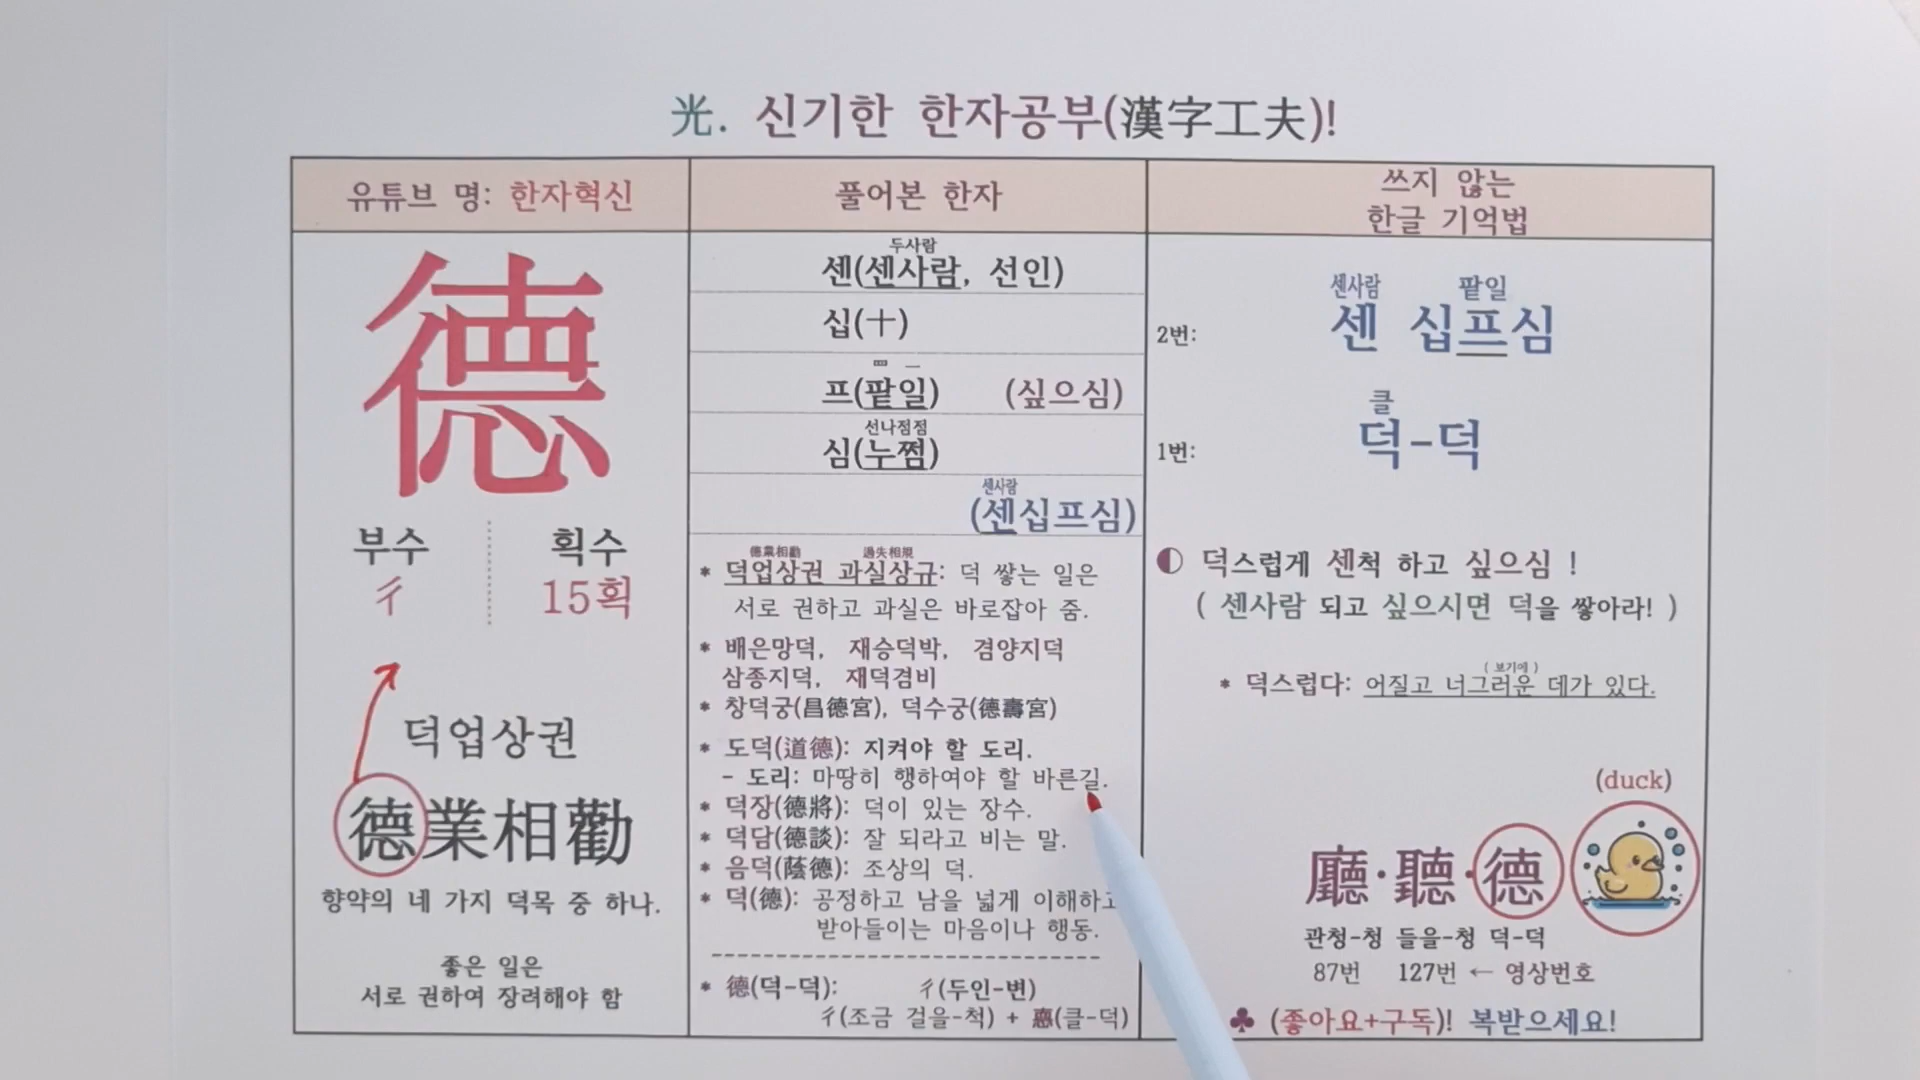 光. 신기한 한자공부(漢字工夫)!
유튜브 명: 한자혁신
德
부수 획수
彳 15획
덕업상권
德業相勸
향약의 네 가지 덕목 중 하나.
좋은 일은
서로 권하여 장려해야 함
풀어본 한자
두사람
센(센사람, 선인)
십(十)
罒 一
프(팥일) (싶으심)
선나점점
심(누쩜)
센사람
(센십프심)
德業相勸 過失相規
* 덕업상권 과실상규: 덕 쌓는 일은
서로 권하고 과실은 바로잡아 줌.
* 배은망덕, 재승덕박, 겸양지덕
삼종지덕, 재덕겸비
* 창덕궁(昌德宮), 덕수궁(德壽宮)
* 도덕(道德): 지켜야 할 도리.
- 도리: 마땅히 행하여야 할 바른길.
* 덕장(德將): 덕이 있는 장수.
* 덕담(德談): 잘 되라고 비는 말.
* 음덕(蔭德): 조상의 덕.
* 덕(德): 공정하고 남을 넓게 이해하고
받아들이는 마음이나 행동.
* 德(덕-덕): 彳(두인-변)
彳(조금 걸을-척) + 悳(클-덕)
쓰지 않는
한글 기억법
센사람 팥일
2번: 센 십프심
클
1번: 덕-덕
◐ 덕스럽게 센척 하고 싶으심 !
( 센사람 되고 싶으시면 덕을 쌓아라! )
( 보기에 )
* 덕스럽다: 어질고 너그러운 데가 있다.
(duck)
廳·聽·德
관청-청 들을-청 덕-덕
87번 127번 ← 영상번호
♣ (좋아요+구독)! 복받으세요!